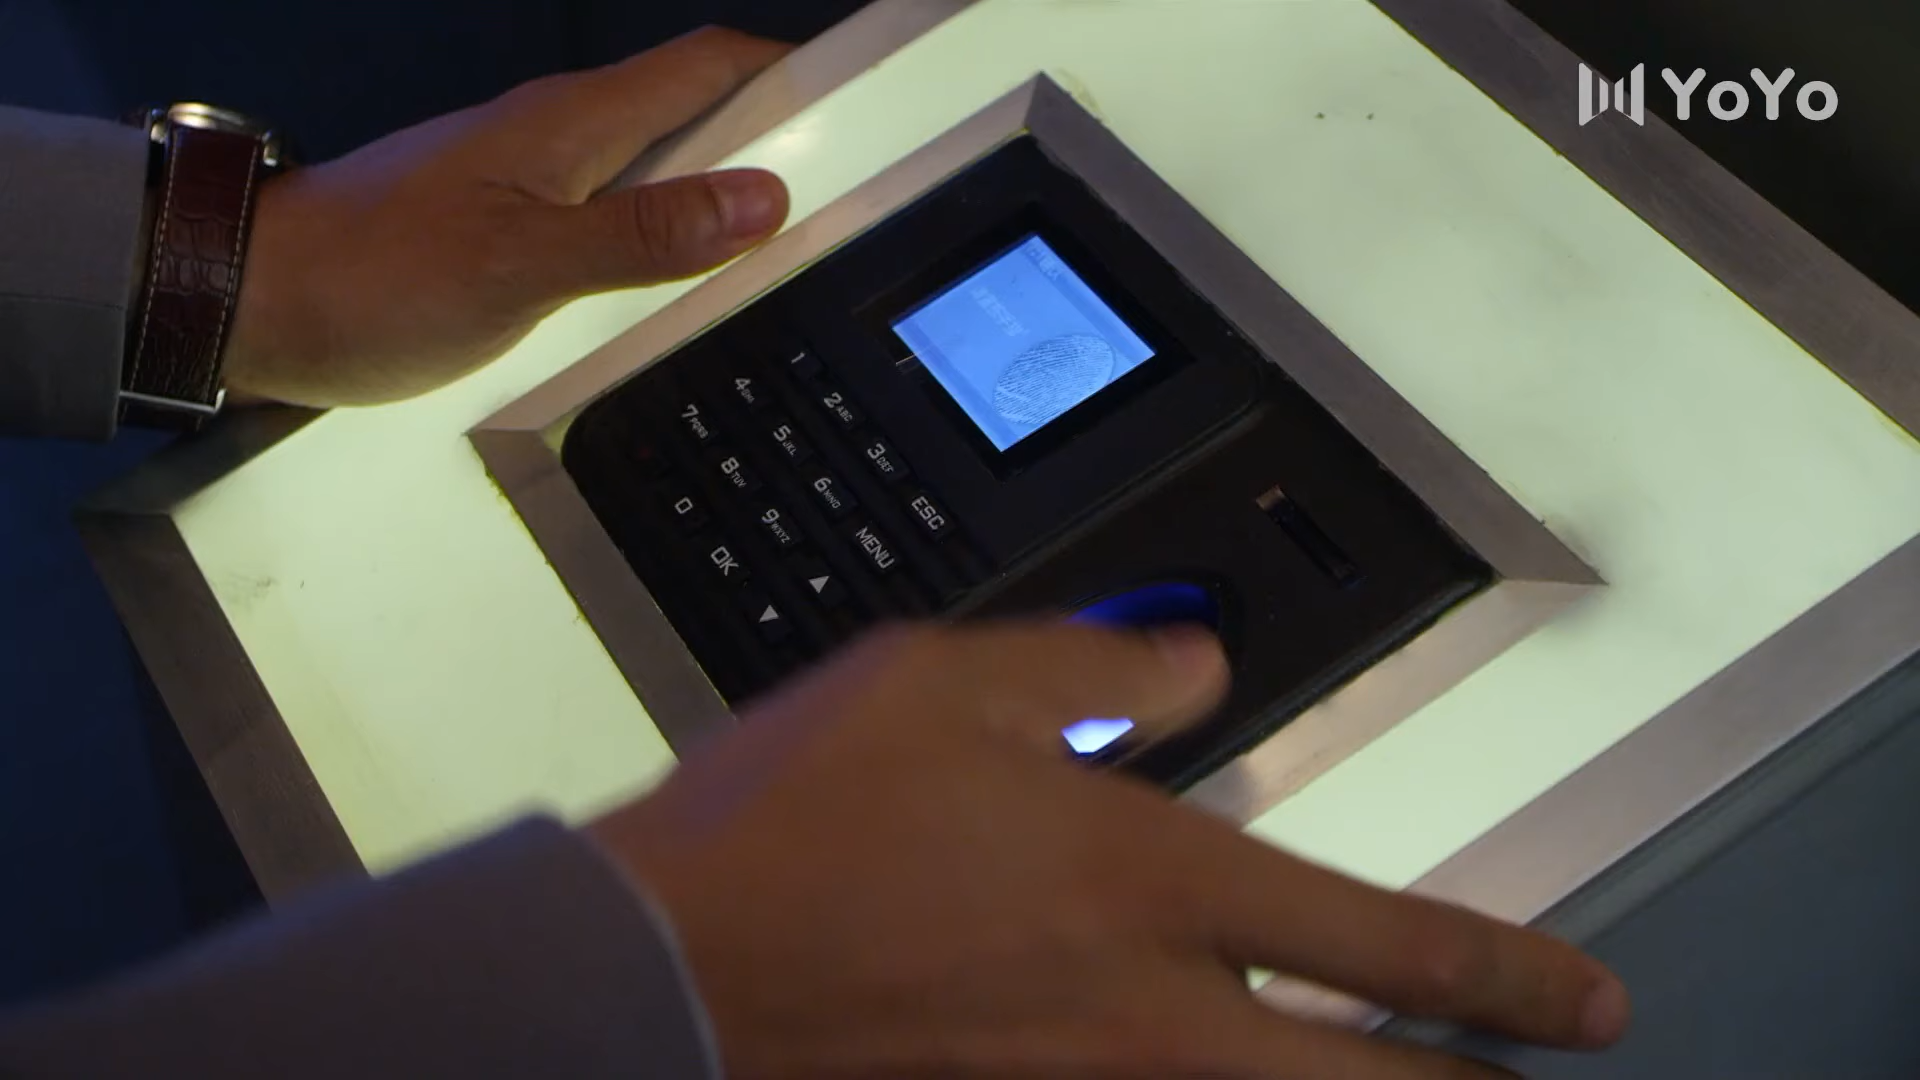 YoYo
1
2ABC
3DEF
ESC
4GHI
5JKL
6MNO
MENU
7PQRS
8TUV
9WXYZ
▲
0
OK
▼